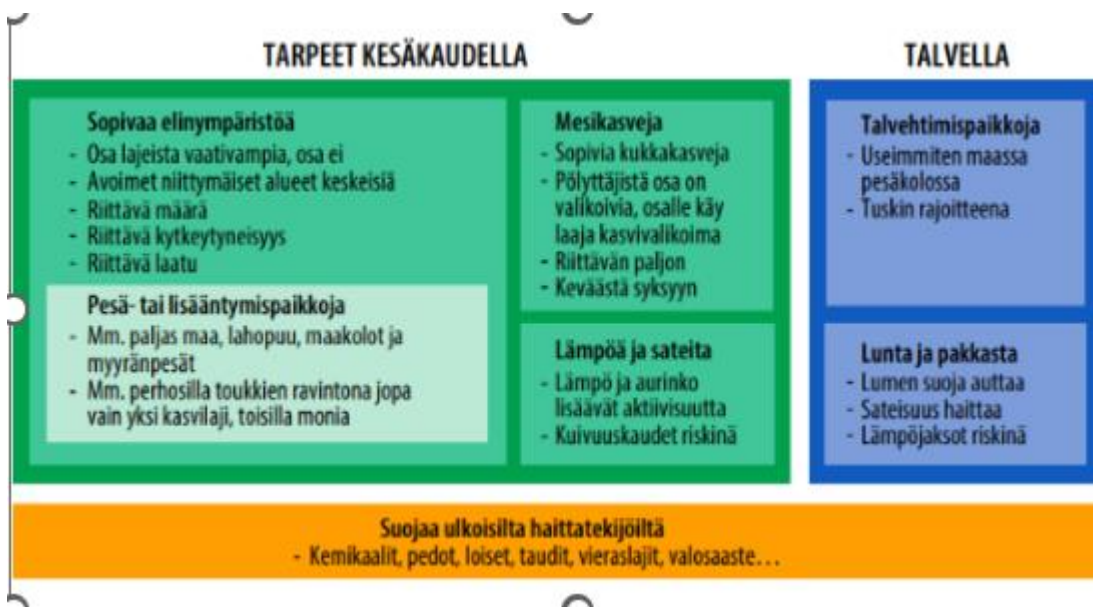 TARPEET KESÄKAUDELLA
Sopivaa elinympäristöä
- Osa lajeista vaativampia, osa ei
- Avoimet niittymäiset alueet keskeisiä
- Riittävä määrä
- Riittävä kytkeytyneisyys
- Riittävä laatu
Pesä- tai lisääntymispaikkoja
- Mm. paljas maa, lahopuu, maakolot ja
myyränpesät
- Mm. perhosilla toukkien ravintona jopa
vain yksi kasvilaji, toisilla monia
Mesikasveja
- Sopivia kukkakasveja
- Pölyttäjistä osa on
valikoivia, osalle käy
laaja kasvivalikoima
- Riittävän paljon
- Keväästä syksyyn
Lämpöä ja sateita
- Lämpö ja aurinko
lisäävät aktiivisuutta
- Kuivuuskaudet riskinä
TALVELLA
Talvehtimispaikkoja
- Useimmiten maassa
pesäkolossa
- Tuskin rajoitteena
Lunta ja pakkasta
- Lumen suoja auttaa
- Sateisuus haittaa
- Lämpöjaksot riskinä
Suojaa ulkoisilta haittatekijöiltä
- Kemikaalit, pedot, loiset, taudit, vieraslajit, valosaaste…